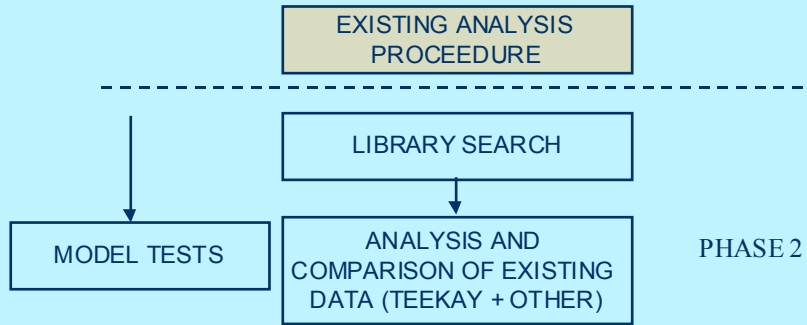 EXISTING ANALYSIS
PROCEEDURE
LIBRARY SEARCH
MODEL TESTS
ANALYSIS AND
COMPARISON OF EXISTING
DATA (TEEKAY + OTHER)
PHASE 2